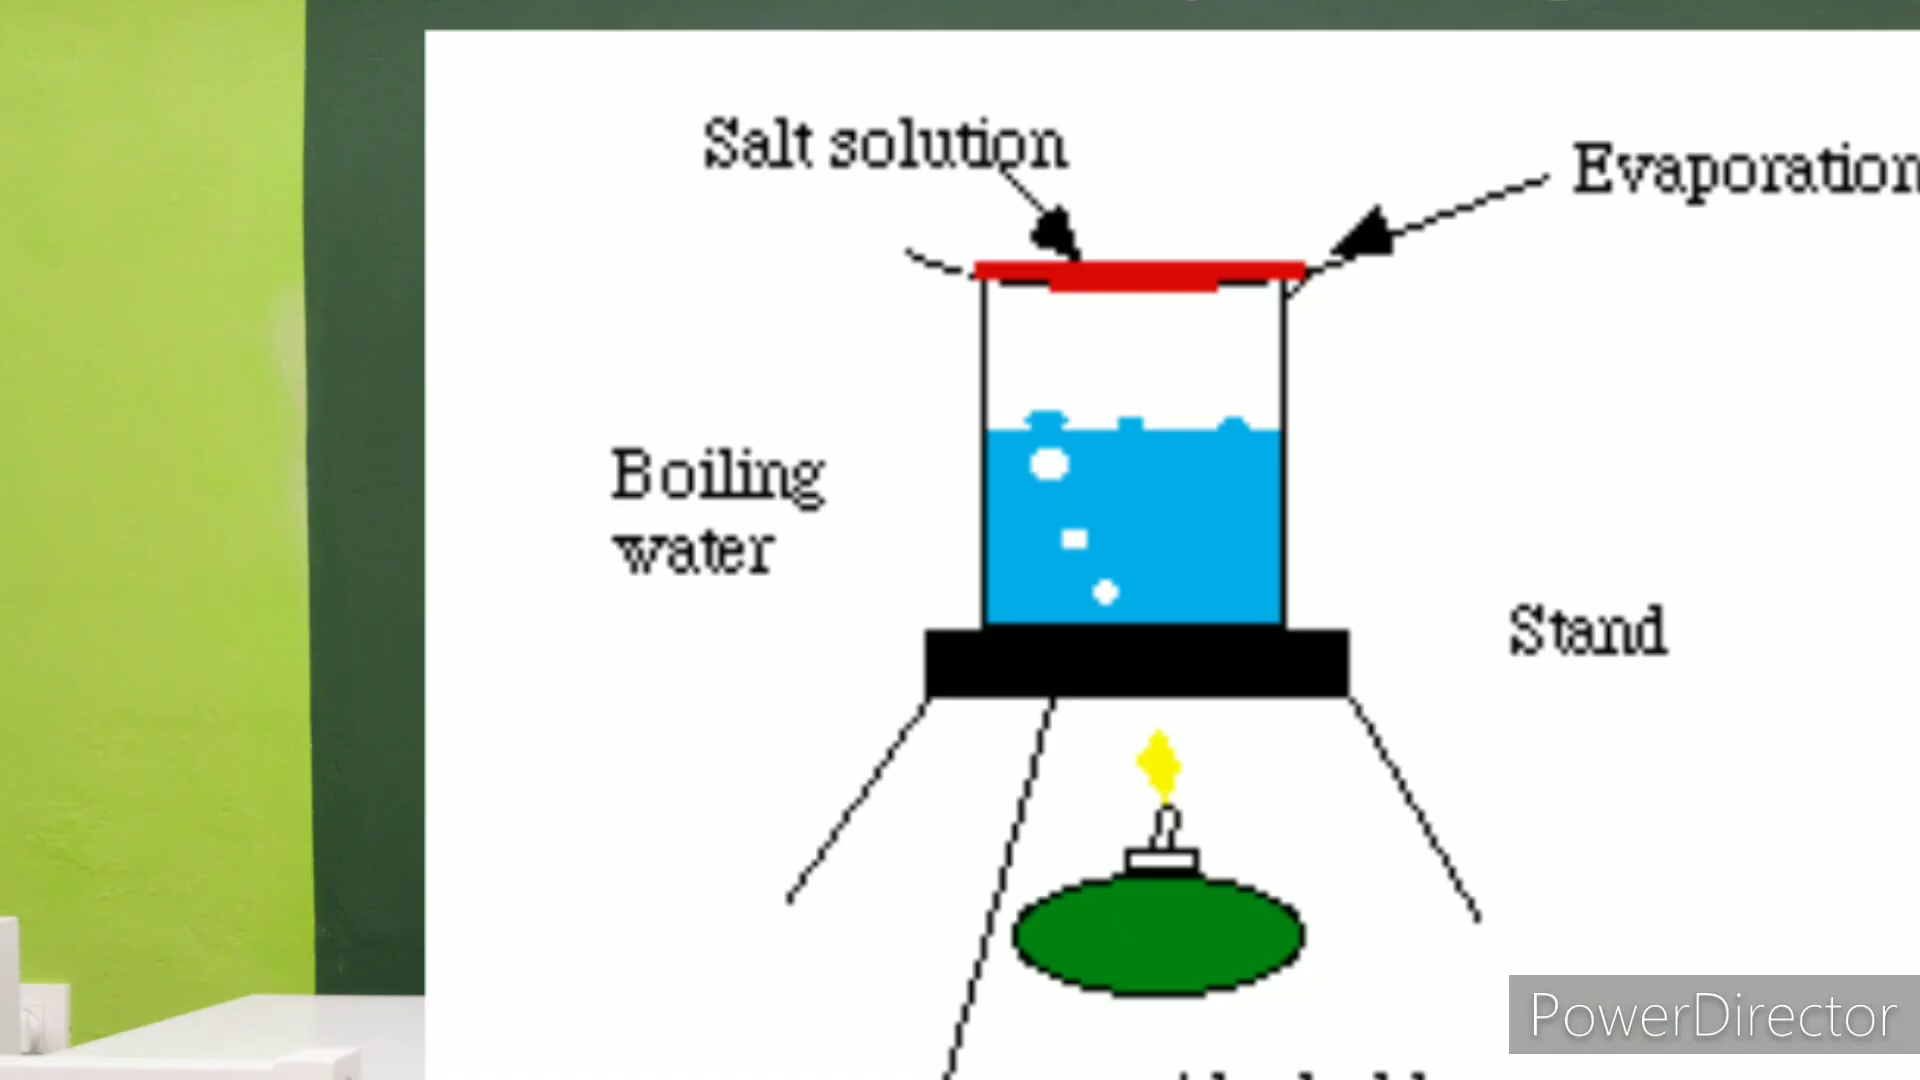 Salt solution
Evaporation
Boiling
water
Stand
PowerDirector